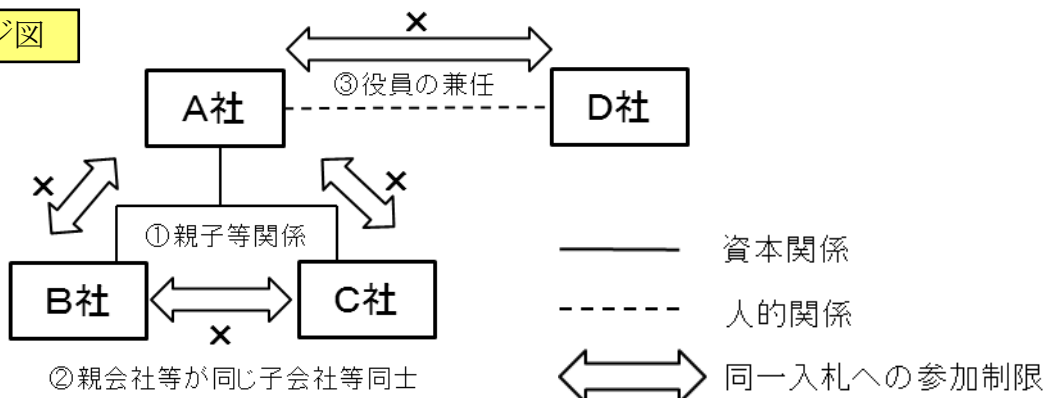 ジ図
×
③役員の兼任
A社
D社
×
×
①親子等関係
B社
C社
×
②親会社等が同じ子会社等同士
資本関係
人的関係
同一入札への参加制限